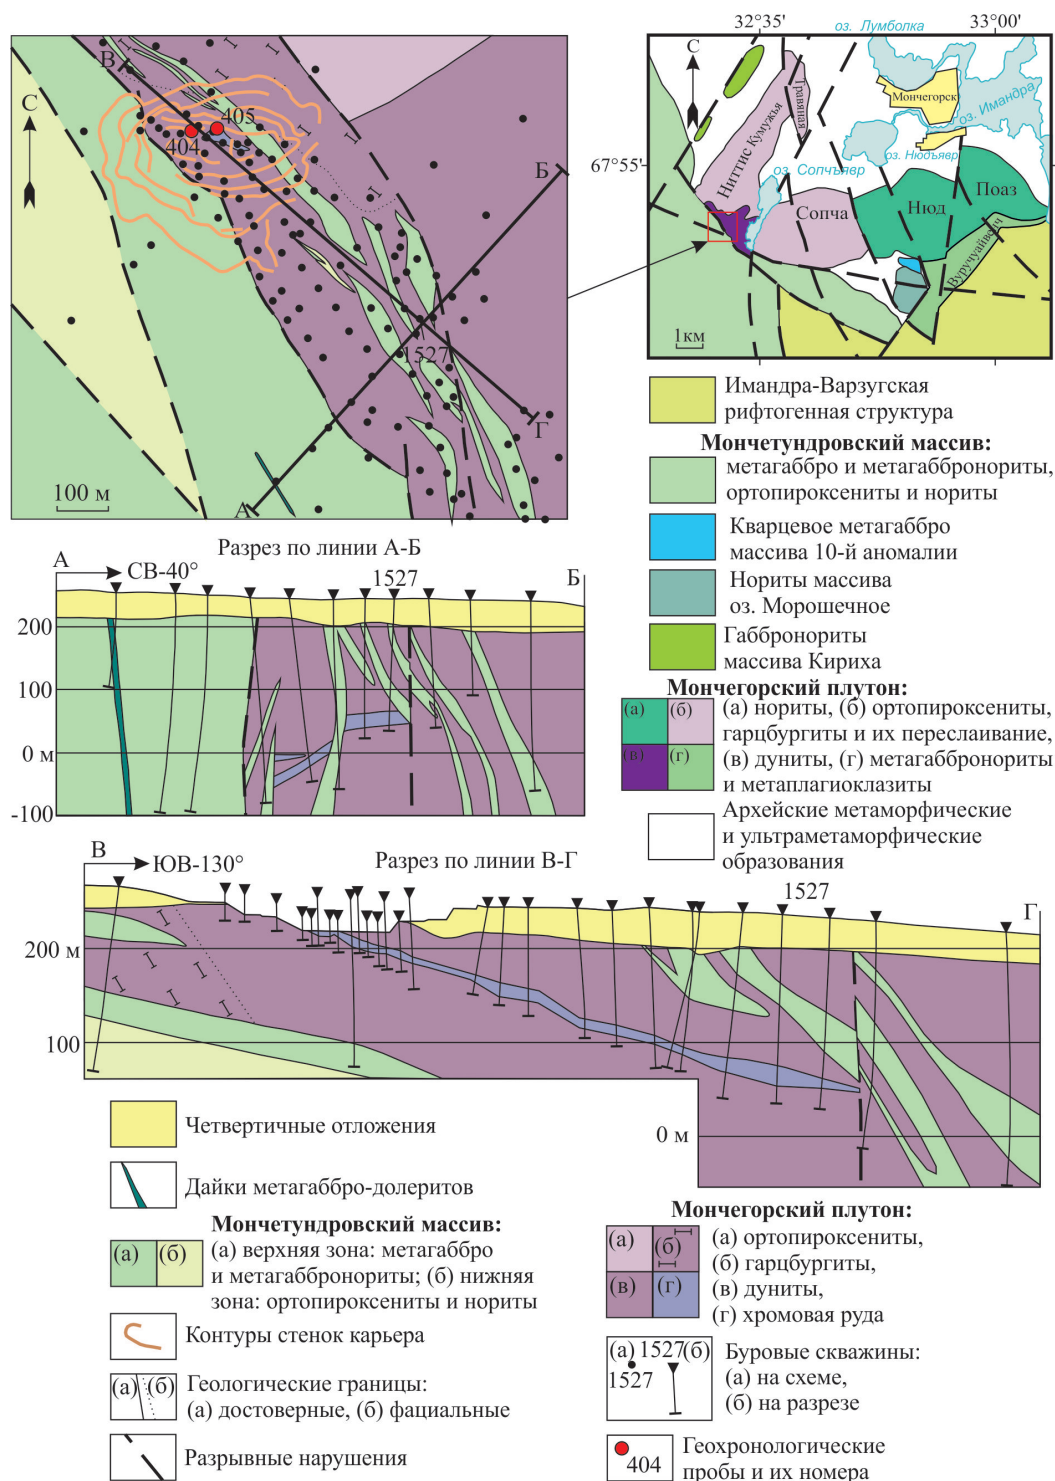 В
С
405
404
Б
1527
Г
А
100 м
32°35'
33°00'
оз. Лумболка
С
Мончегорск
оз. Имандра
Травяная
Ниттис Кумужья
67°55'
оз. Нюдъявр
оз. Сопчъявр
Сопча
Нюд
Поаз
Вуручуайвенч
1км
Имандра-Варзугская
рифтогенная структура
Мончетундровский массив:
метагаббро и метагаббронориты,
ортопироксениты и нориты
Кварцевое метагаббро
массива 10-й аномалии
Нориты массива
оз. Морошечное
Габбронориты
массива Кириха
Мончегорский плутон:
(а) (б) (а) нориты, (б) ортопироксениты,
гарцбургиты и их переслаивание,
(в) (г) (в) дуниты, (г) метагаббронориты
и метаплагиоклазиты
Архейские метаморфические
и ультраметаморфические
образования
Разрез по линии А-Б
А
СВ-40°
1527
Б
200
100
0 м
-100
В
ЮВ-130°
Разрез по линии В-Г
1527
Г
200 м
100
0 м
Четвертичные отложения
Дайки метагаббро-долеритов
Мончетундровский массив:
(а) (б) (а) верхняя зона: метагаббро
и метагаббронориты; (б) нижняя
зона: ортопироксениты и нориты
Контуры стенок карьера
(а) (б) Геологические границы:
(а) достоверные, (б) фациальные
Разрывные нарушения
Мончегорский плутон:
(а) (б) (а) ортопироксениты,
(б) гарцбургиты,
(в) (г) (в) дуниты,
(г) хромовая руда
(а) 1527 (б) Буровые скважины:
1527 (а) на схеме,
(б) на разрезе
Геохронологические
404 пробы и их номера